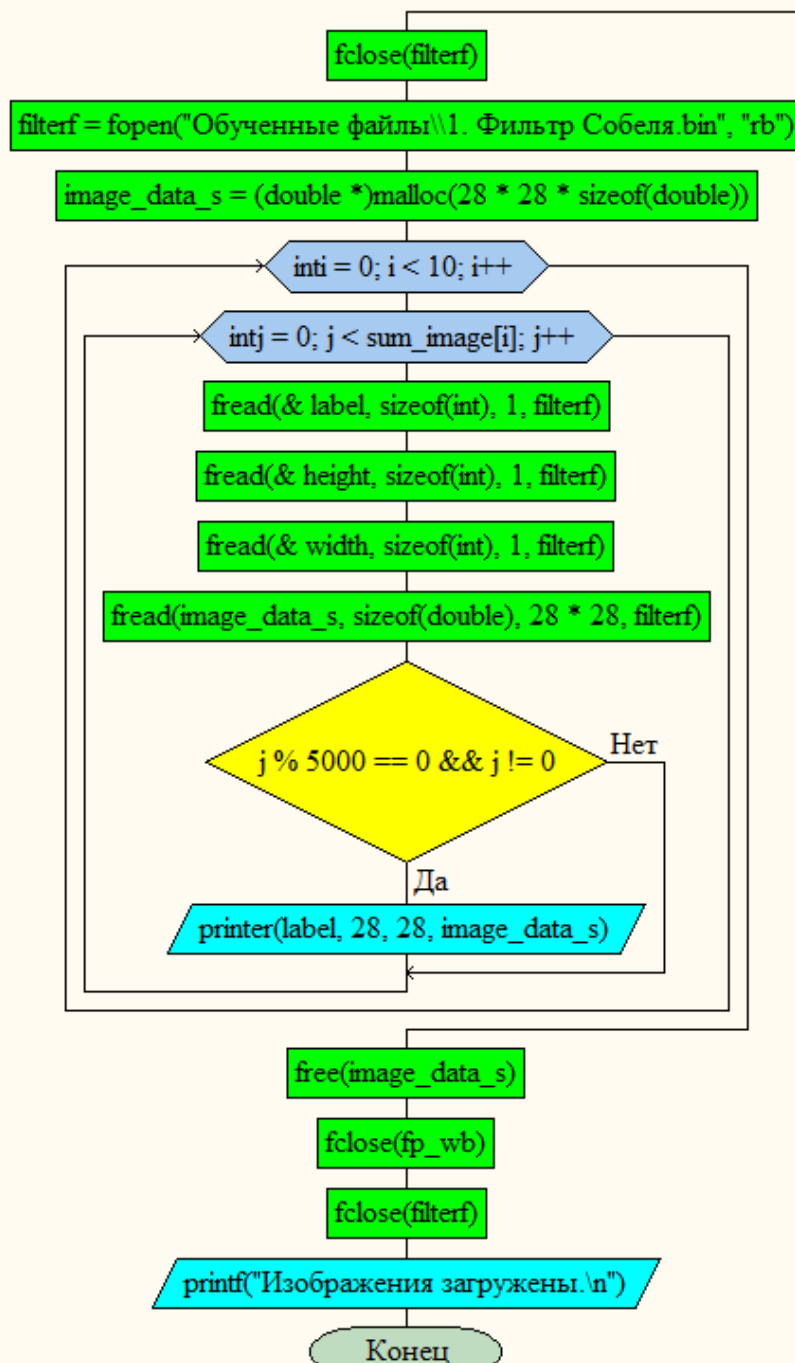 fclose(filterf)
filterf = fopen("Обученные файлы\\1. Фильтр Собеля.bin", "rb")
image_data_s = (double *)malloc(28 * 28 * sizeof(double))
inti = 0; i < 10; i++
intj = 0; j < sum_image[i]; j++
fread(& label, sizeof(int), 1, filterf)
fread(& height, sizeof(int), 1, filterf)
fread(& width, sizeof(int), 1, filterf)
fread(image_data_s, sizeof(double), 28 * 28, filterf)
j % 5000 == 0 && j != 0
Нет
Да
printer(label, 28, 28, image_data_s)
free(image_data_s)
fclose(fp_wb)
fclose(filterf)
printf("Изображения загружены.\n")
Конец